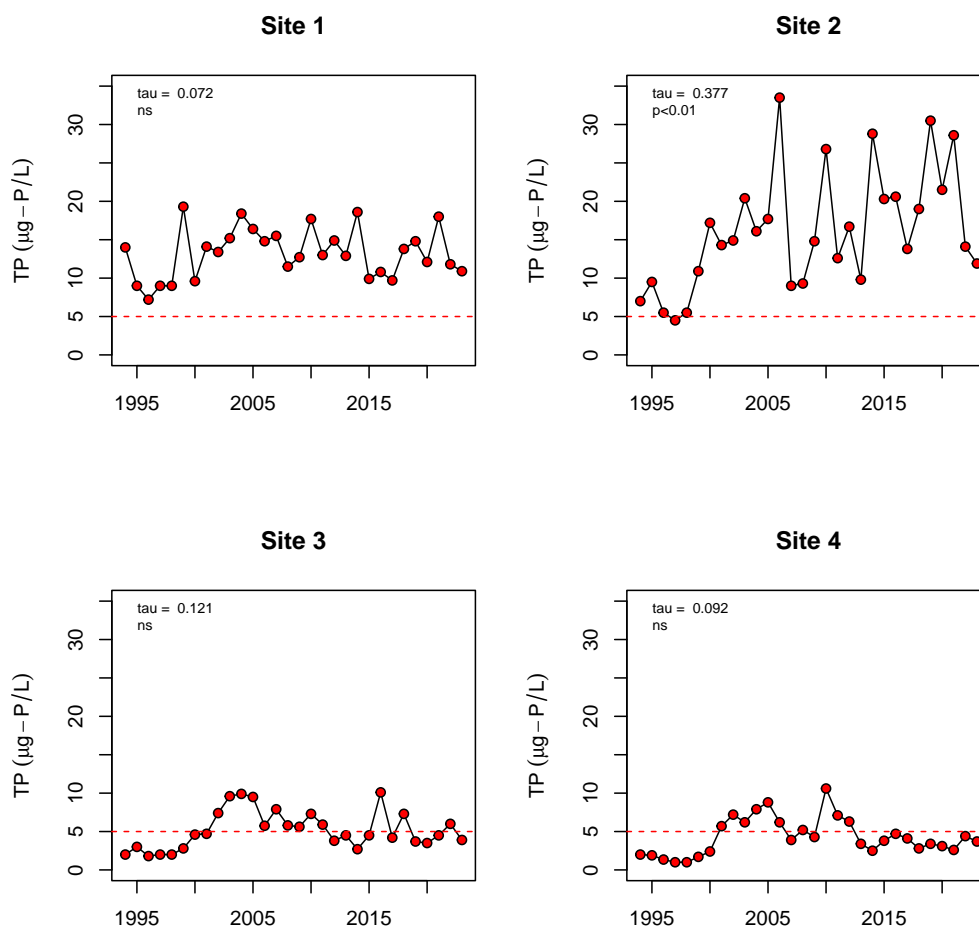 Site 1
tau = 0.072
ns
TP (μg−P/L)
0
5
10
20
30
1995
2005
2015
Site 2
tau = 0.377
p<0.01
TP (μg−P/L)
0
5
10
20
30
1995
2005
2015
Site 3
tau = 0.121
ns
TP (μg−P/L)
0
5
10
20
30
1995
2005
2015
Site 4
tau = 0.092
ns
TP (μg−P/L)
0
5
10
20
30
1995
2005
2015